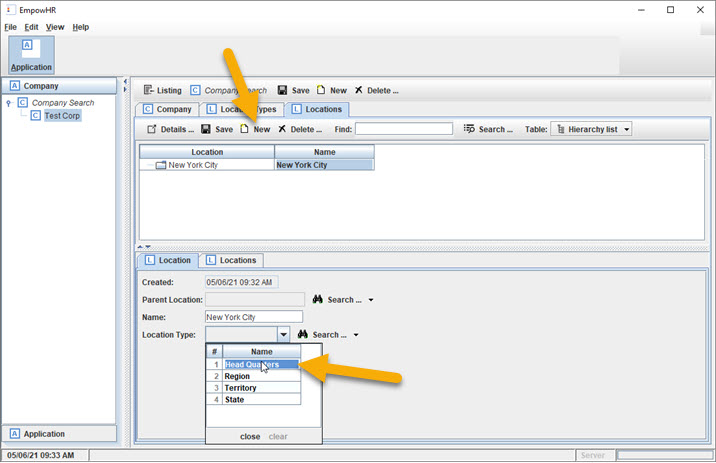 EmpowHR
File Edit View Help
A
Application
A Company
C Company Search
C Test Corp
A Application
Listing C Company Search Save New Delete ...
C Company L Location Types L Locations
Details ... Save New Delete ... Find: Search ... Table: Hierarchy list
Location Name
New York City New York City
L Location L Locations
Created: 05/06/21 09:32 AM
Parent Location: Search ...
Name: New York City
Location Type: Search ...
# Name
1 Head Quarters
2 Region
3 Territory
4 State
close clear
05/06/21 09:33 AM Server